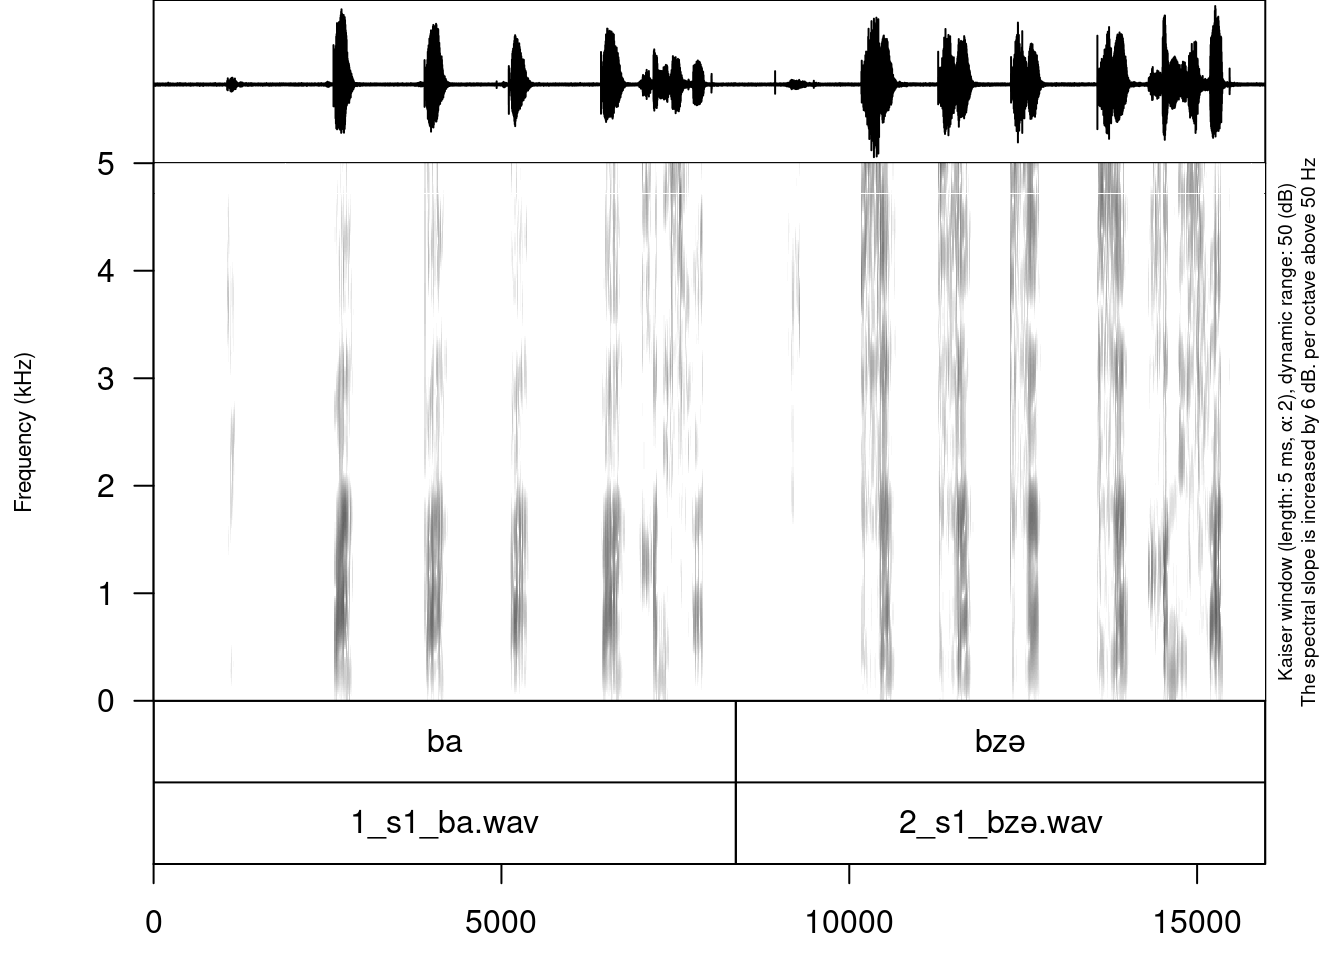 5
4
3
2
1
0
Frequency (kHz)
Kaiser window (length: 5 ms, α: 2), dynamic range: 50 (dB)
The spectral slope is increased by 6 dB. per octave above 50 Hz
ba bzə
1_s1_ba.wav 2_s1_bzə.wav
0 5000 10000 15000